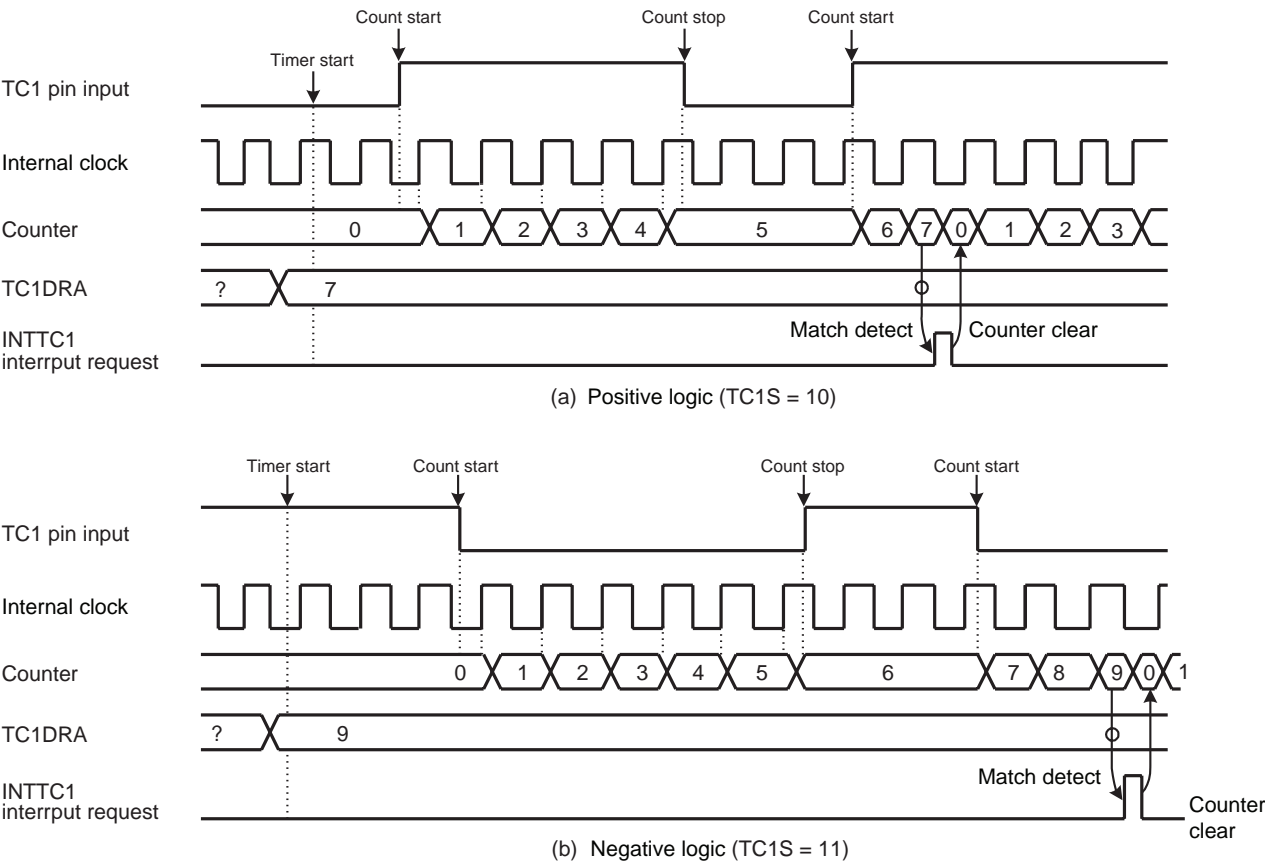 Count start Count stop Count start
Timer start
TC1 pin input
Internal clock
Counter 0 1 2 3 4 5 6 7 0 1 2 3
TC1DRA ? 7
INTTC1
interrput request
Match detect Counter clear
(a) Positive logic (TC1S = 10)
Timer start Count start Count stop Count start
TC1 pin input
Internal clock
Counter 0 1 2 3 4 5 6 7 8 9 0 1
TC1DRA ? 9
Match detect
INTTC1
interrput request
Counter
clear
(b) Negative logic (TC1S = 11)